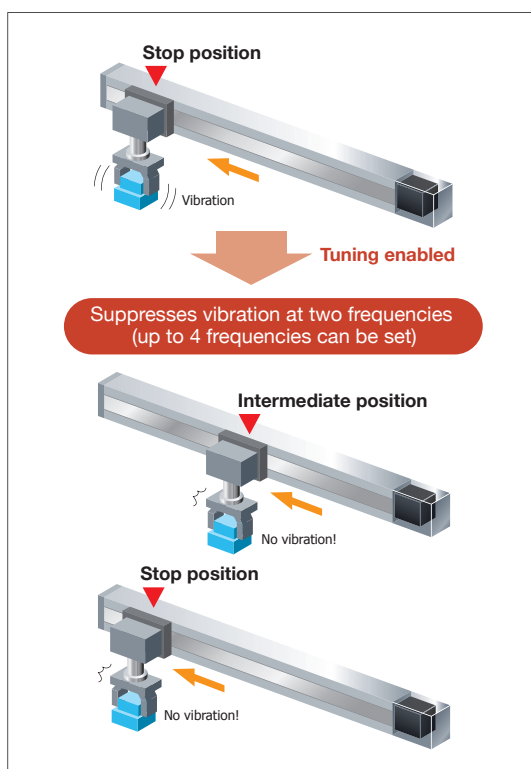 Stop position
Vibration
Tuning enabled
Suppresses vibration at two frequencies
(up to 4 frequencies can be set)
Intermediate position
No vibration!
Stop position
No vibration!